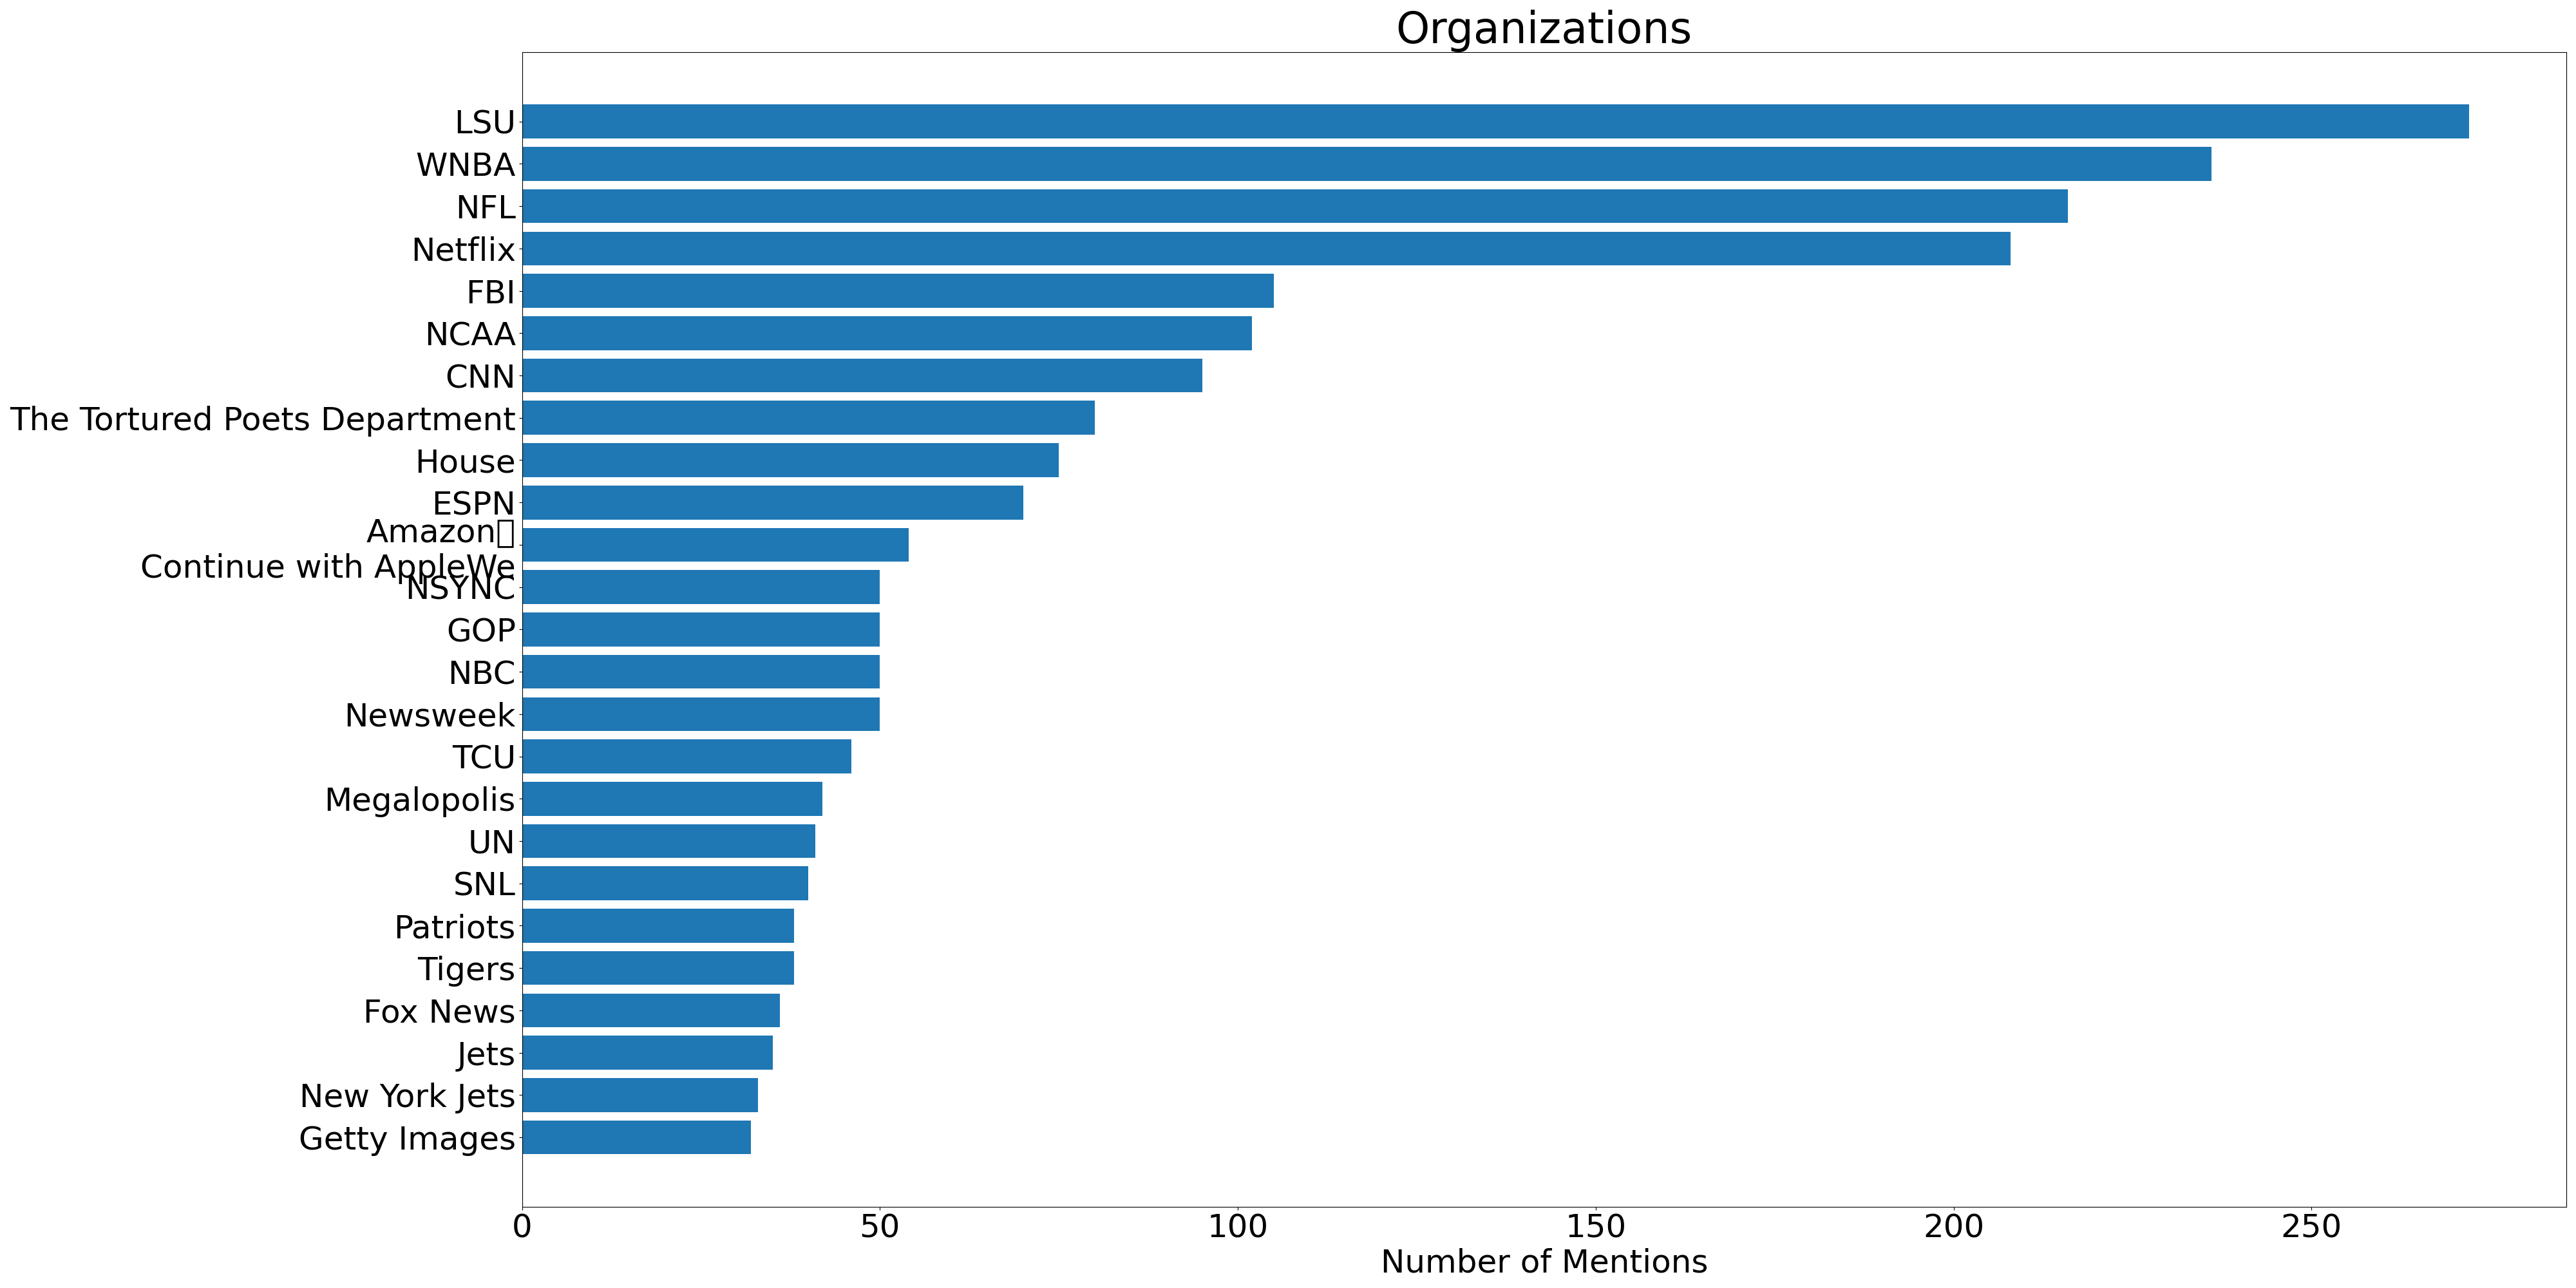 Organizations
LSU
WNBA
NFL
Netflix
FBI
NCAA
CNN
The Tortured Poets Department
House
ESPN
Amazon
Continue with AppleWe
NSYNC
GOP
NBC
Newsweek
TCU
Megalopolis
UN
SNL
Patriots
Tigers
Fox News
Jets
New York Jets
Getty Images
0 50 100 150 200 250
Number of Mentions